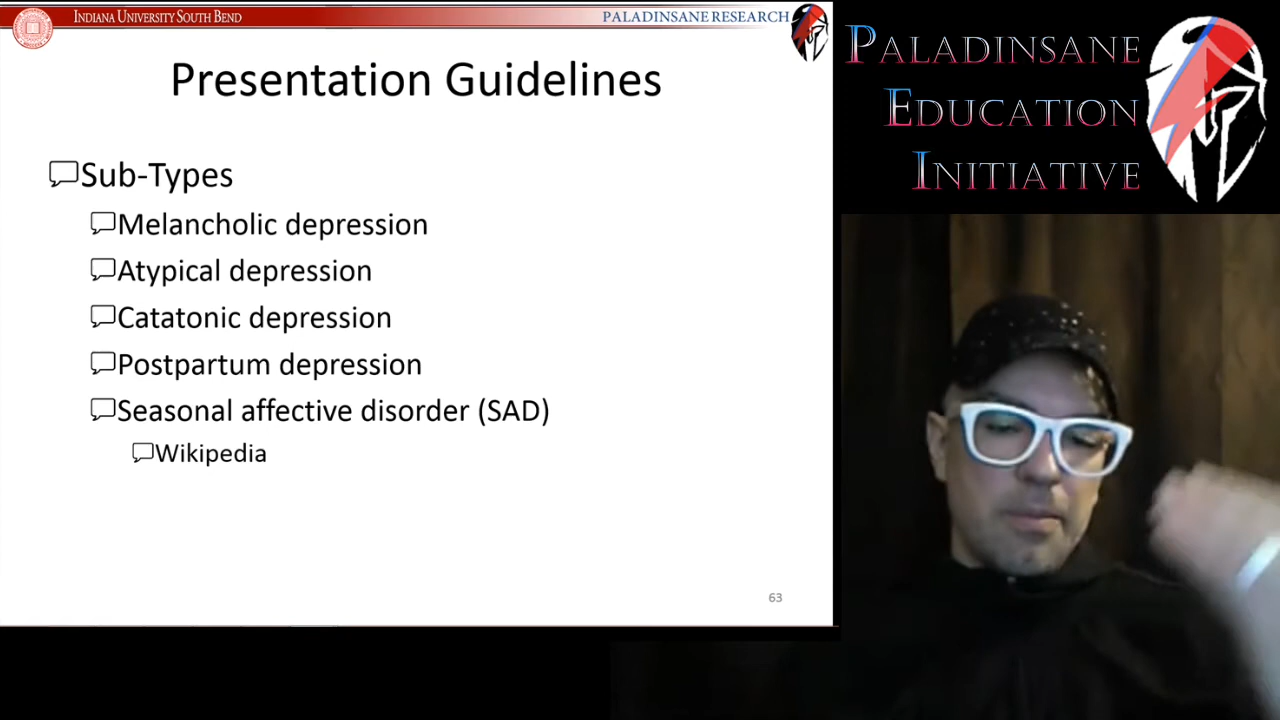 INDIANA UNIVERSITY SOUTH BEND
PALADINSANE RESEARCH
Presentation Guidelines
Sub-Types
Melancholic depression
Atypical depression
Catatonic depression
Postpartum depression
Seasonal affective disorder (SAD)
Wikipedia
63
PALADINSANE
EDUCATION
INITIATIVE